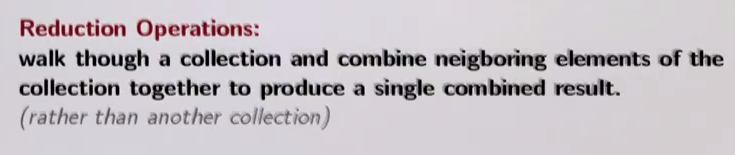 Reduction Operations:
walk though a collection and combine neigboring elements of the
collection together to produce a single combined result.
(rather than another collection)